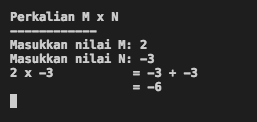 Perkalian M x N
------------
Masukkan nilai M: 2
Masukkan nilai N: -3
2 x -3           = -3 + -3
                 = -6